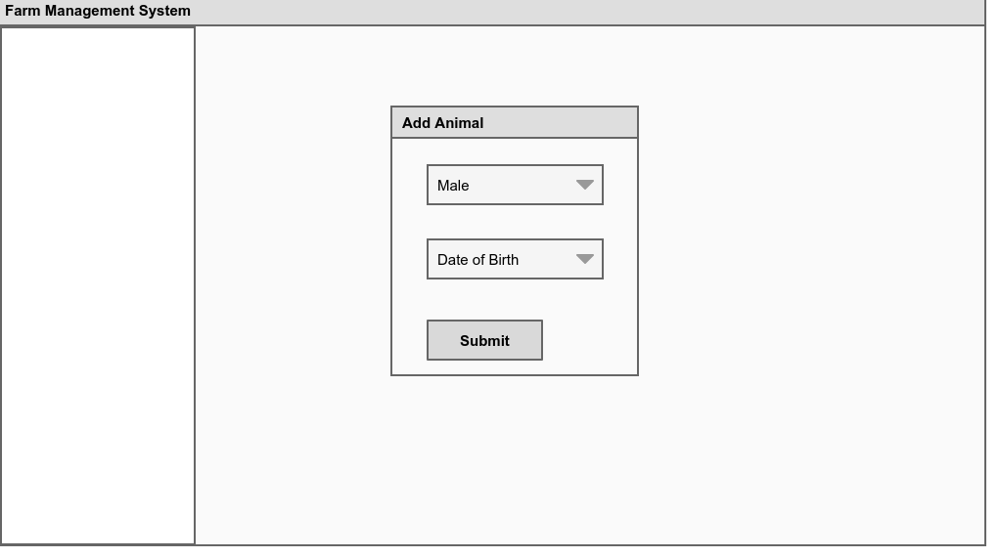 Farm Management System
Add Animal
Male
Date of Birth
Submit